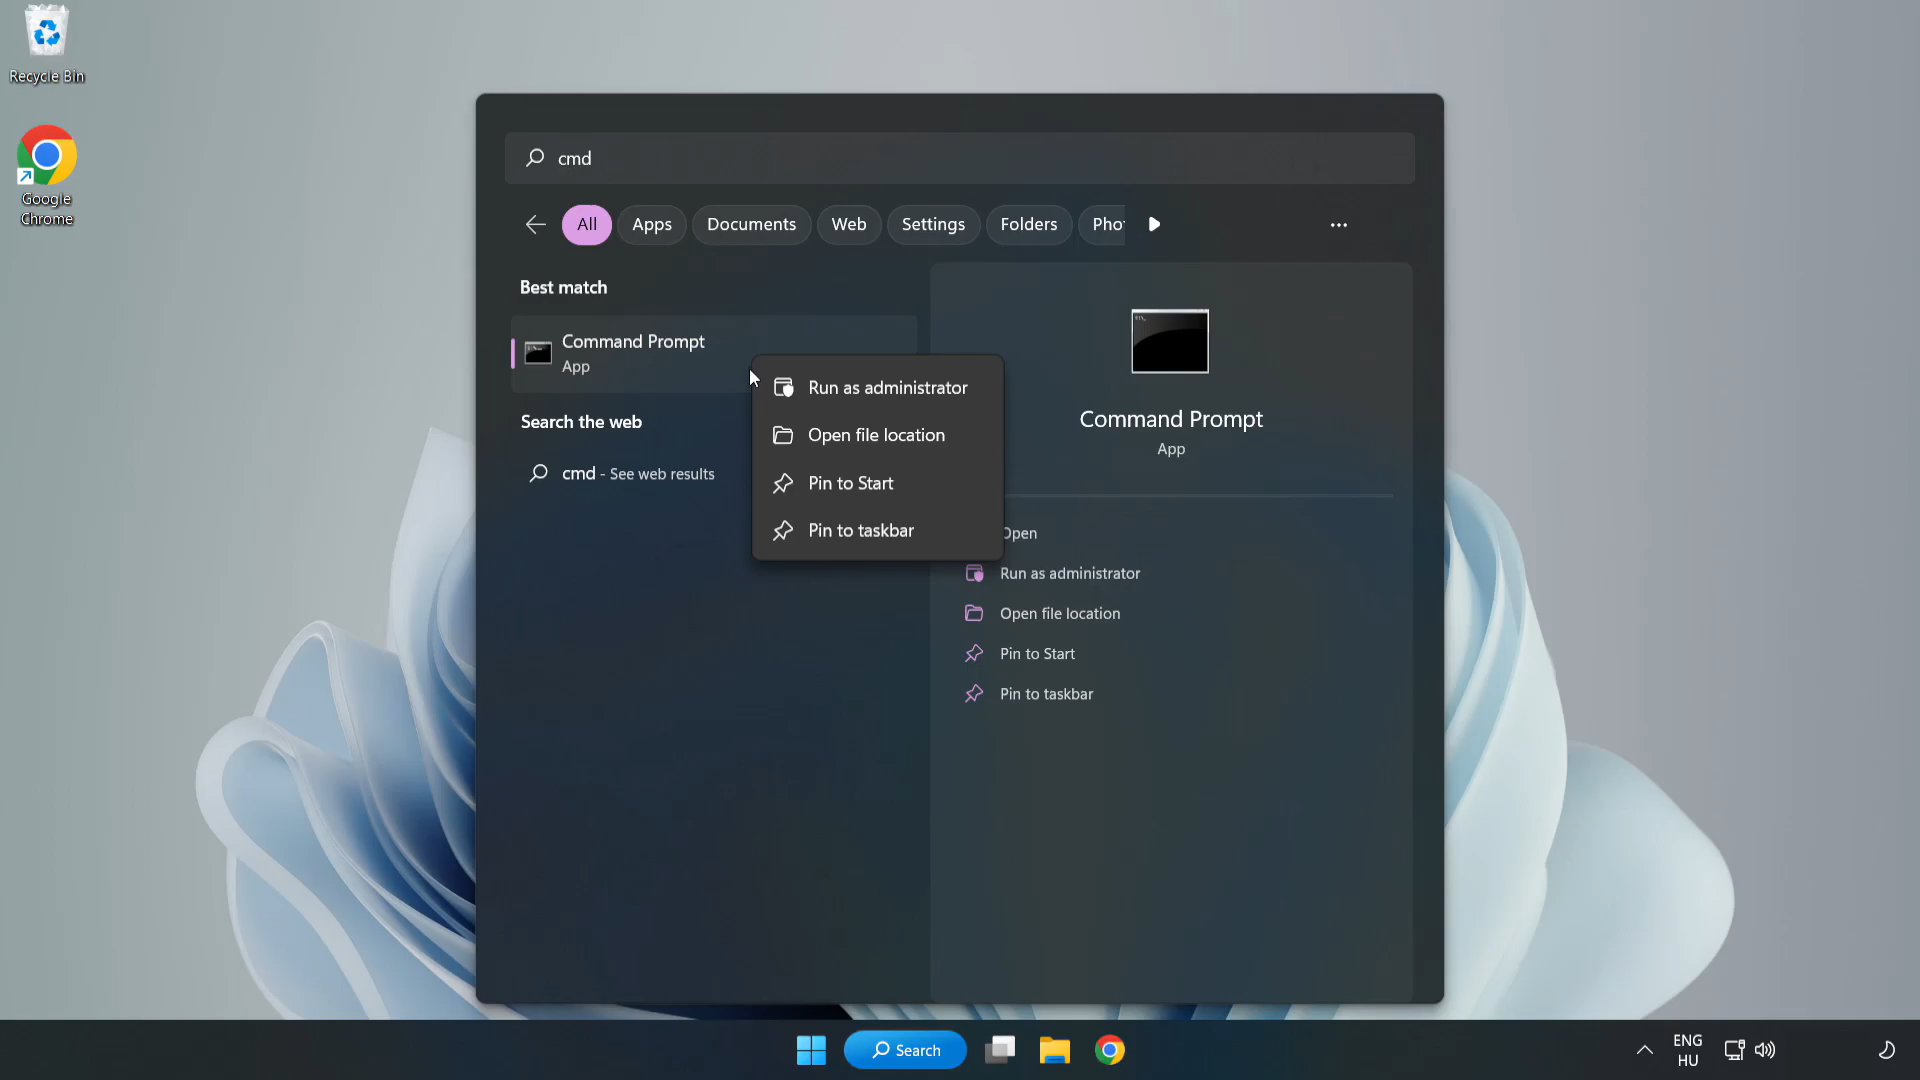 Recycle Bin
Google
Chrome
cmd
All Apps Documents Web Settings Folders
Best match
Command Prompt
App
Search the web
cmd - See web results
Run as administrator
Open file location
Pin to Start
Pin to taskbar
Command Prompt
App
Open
Run as administrator
Open file location
Pin to Start
Pin to taskbar
Search
ENG
HU